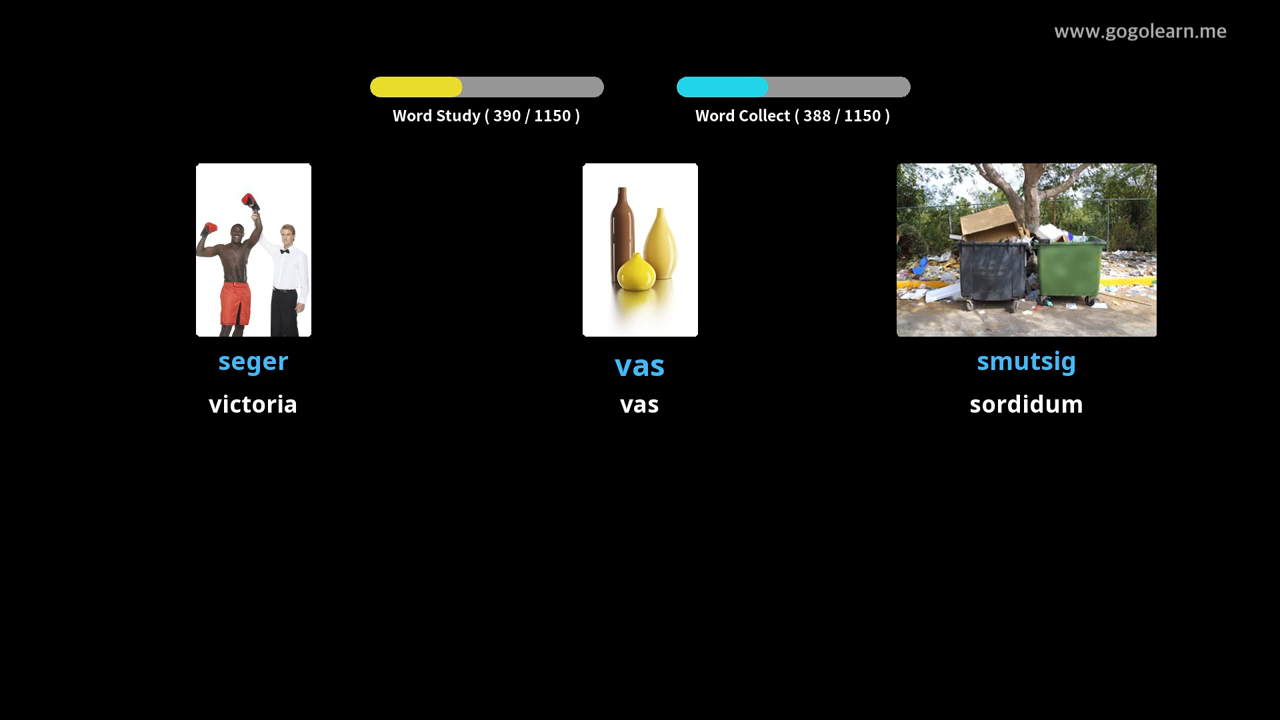 www.gogolearn.me
Word Study ( 390 / 1150 )
Word Collect ( 388 / 1150 )
seger
victoria
vas
vas
smutsig
sordidum